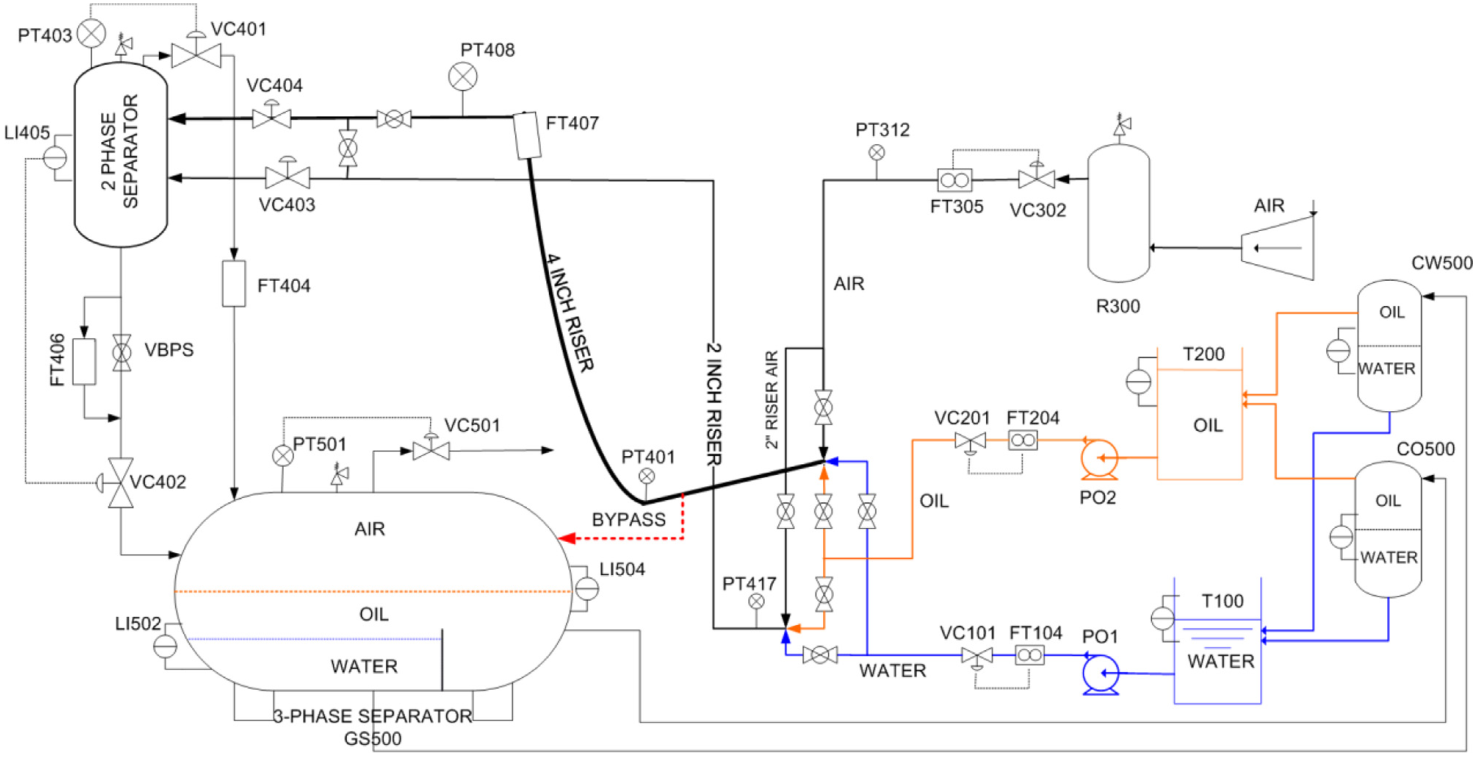 PT403
VC401
PT408
VC404
FT407
LI405
2 PHASE
SEPARATOR
VC403
PT312
FT305
VC302
AIR
R300
CW500
FT404
4 INCH RISER
AIR
OIL
WATER
FT406
VBPS
2 INCH RISER
2" RISER AIR
T200
OIL
VC201
FT204
PO2
CO500
OIL
WATER
PT501
VC501
PT401
VC402
BYPASS
OIL
AIR
LI504
PT417
OIL
LI502
WATER
T100
WATER
VC101
FT104
PO1
WATER
3-PHASE SEPARATOR
GS500